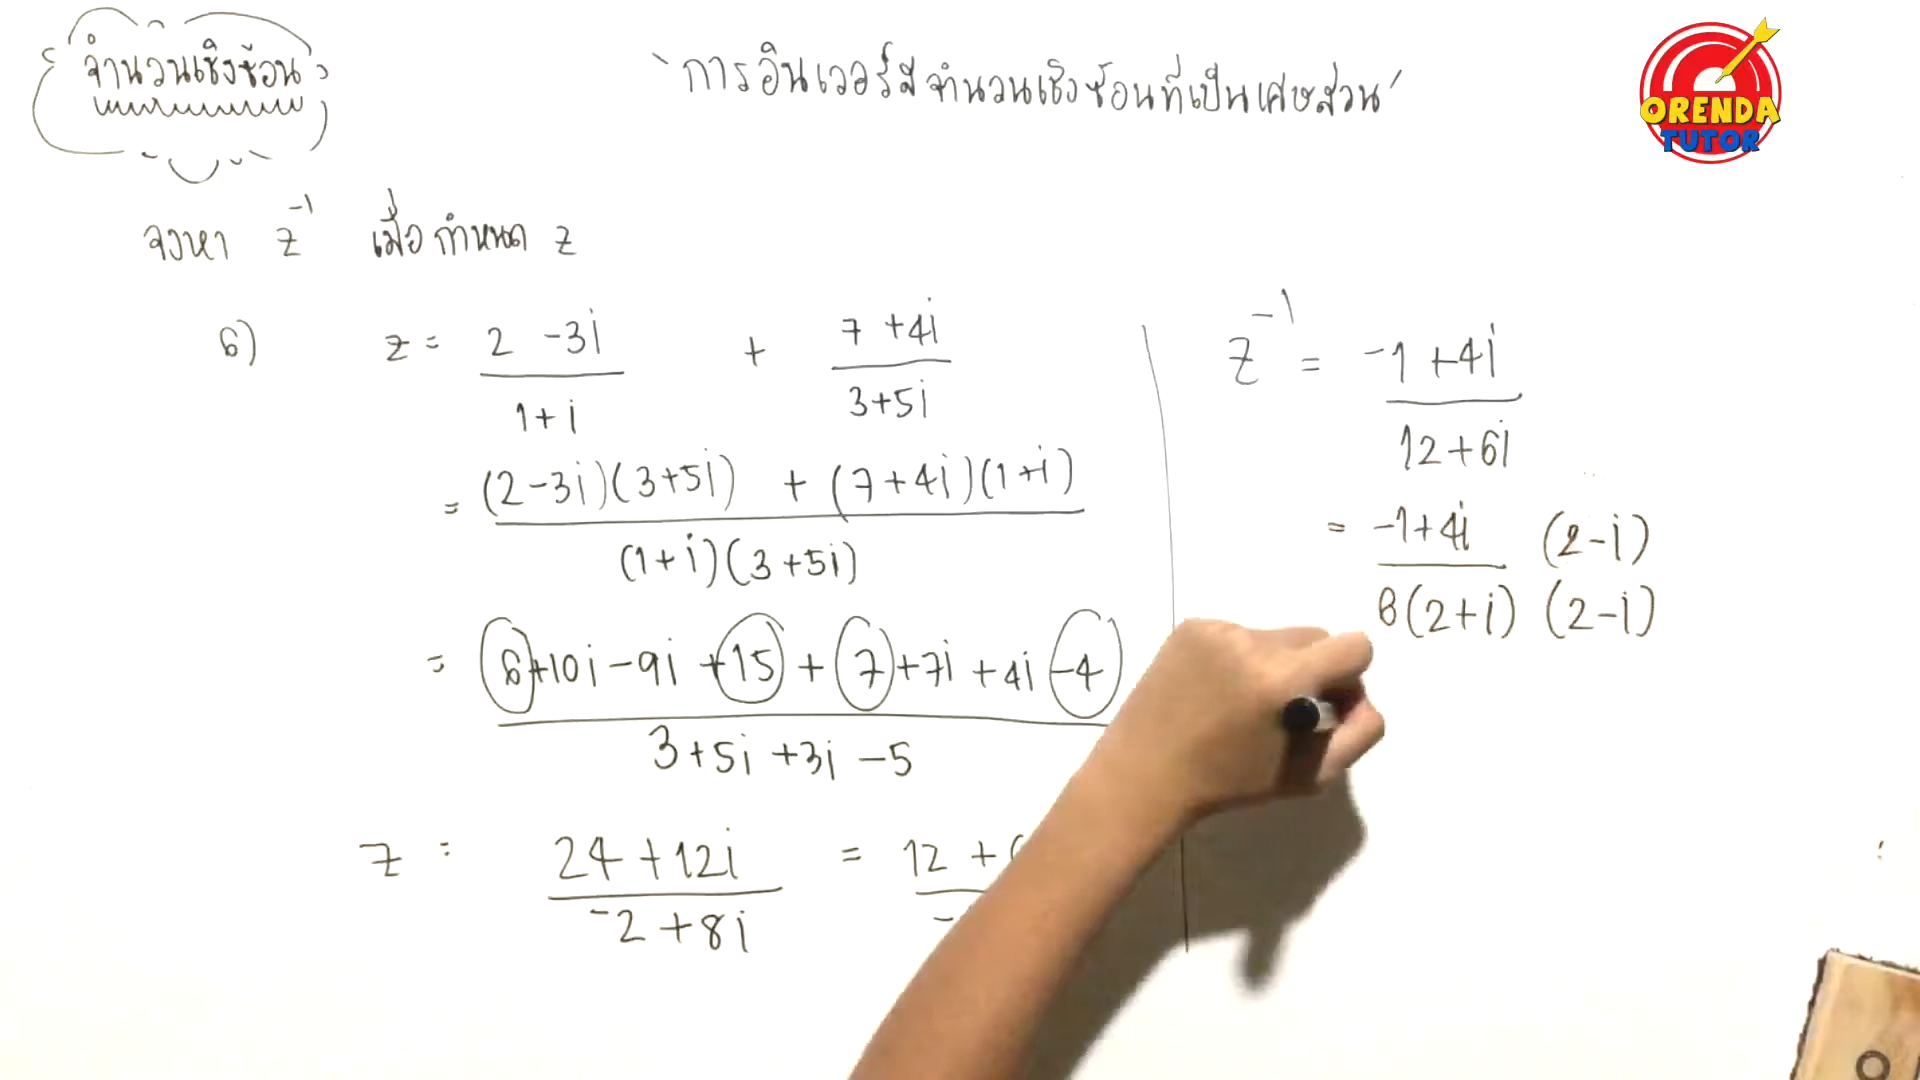 จำนวนเชิงซ้อน
"การอินเวอร์สจำนวนเชิงซ้อนที่เป็นเศษส่วน"
ORENDA
TUTOR
จงหา z⁻¹ เมื่อกำหนด z
6) z = (2 -3i)/(1+i) + (7 +4i)/(3+5i)
= ((2-3i)(3+5i) + (7+4i)(1+i))/((1+i)(3+5i))
= (6+10i-9i+15+7+7i+4i-4)/(3+5i+3i-5)
z = (24+12i)/(-2+8i) = 12 +
z⁻¹ = (-1+4i)/(12+6i)
= (-1+4i)(2-i)/(6(2+i)(2-i))